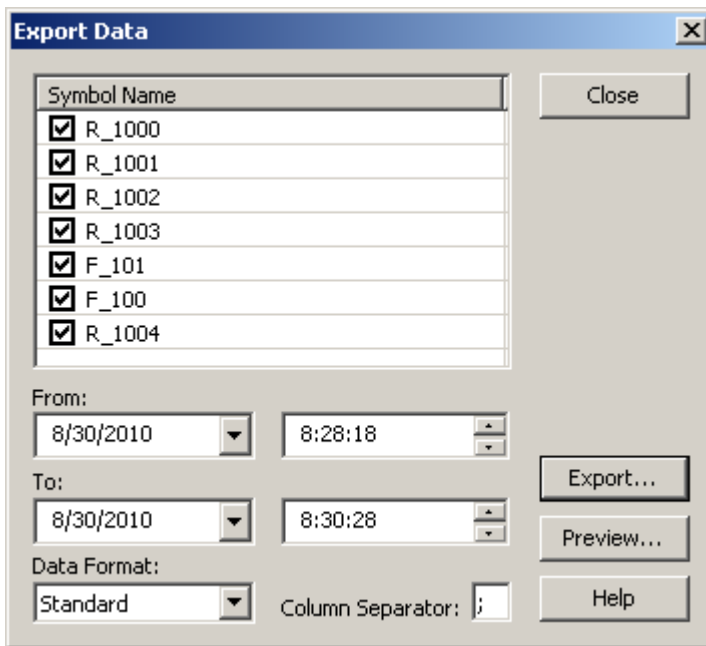 Export Data
Symbol Name
Close
R_1000
R_1001
R_1002
R_1003
F_101
F_100
R_1004
From:
8/30/2010 8:28:18
To:
Export...
8/30/2010 8:30:28
Preview...
Data Format:
Standard Column Separator: ;
Help